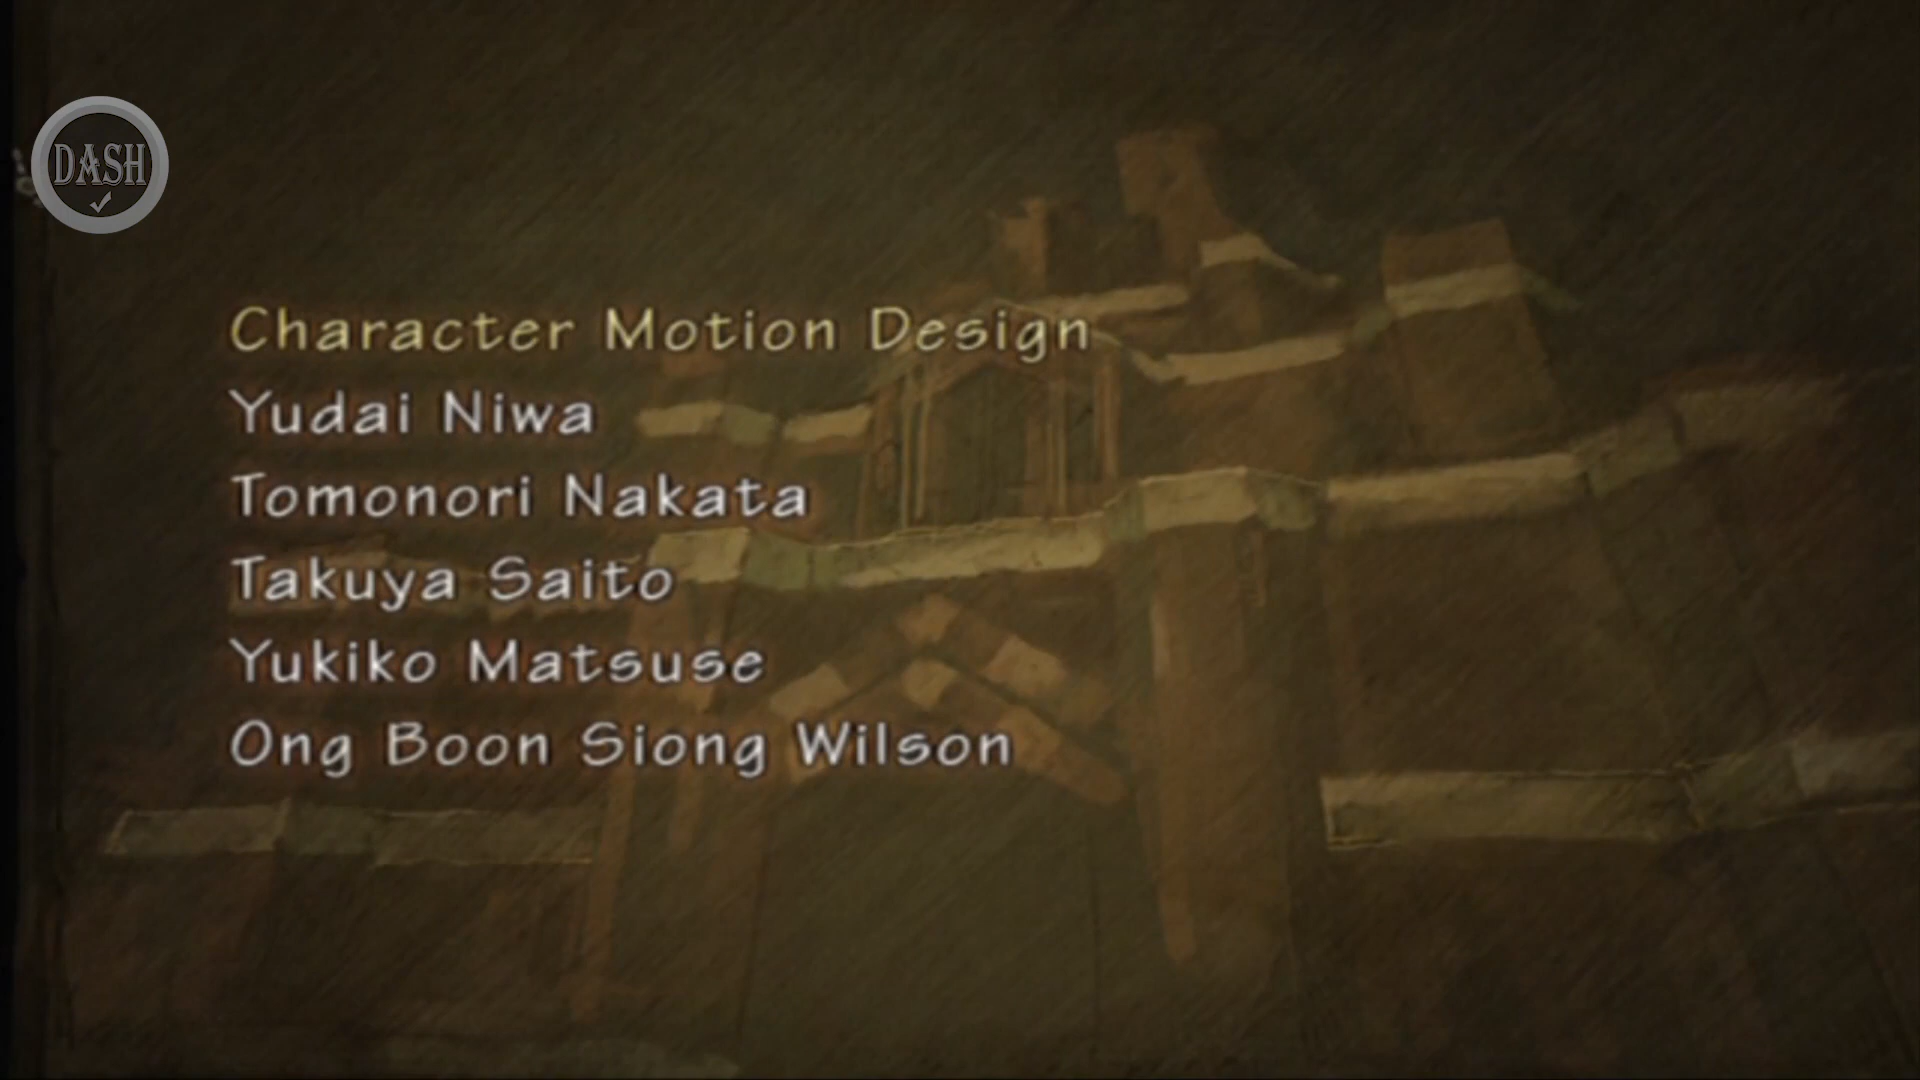 DASH
Character Motion Design
Yudai Niwa
Tomonori Nakata
Takuya Saito
Yukiko Matsuse
Ong Boon Siong Wilson